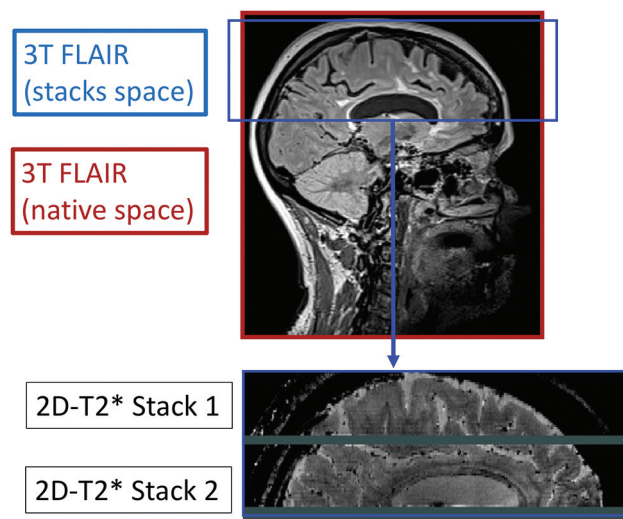 3T FLAIR
(stacks space)
3T FLAIR
(native space)
2D-T2* Stack 1
2D-T2* Stack 2